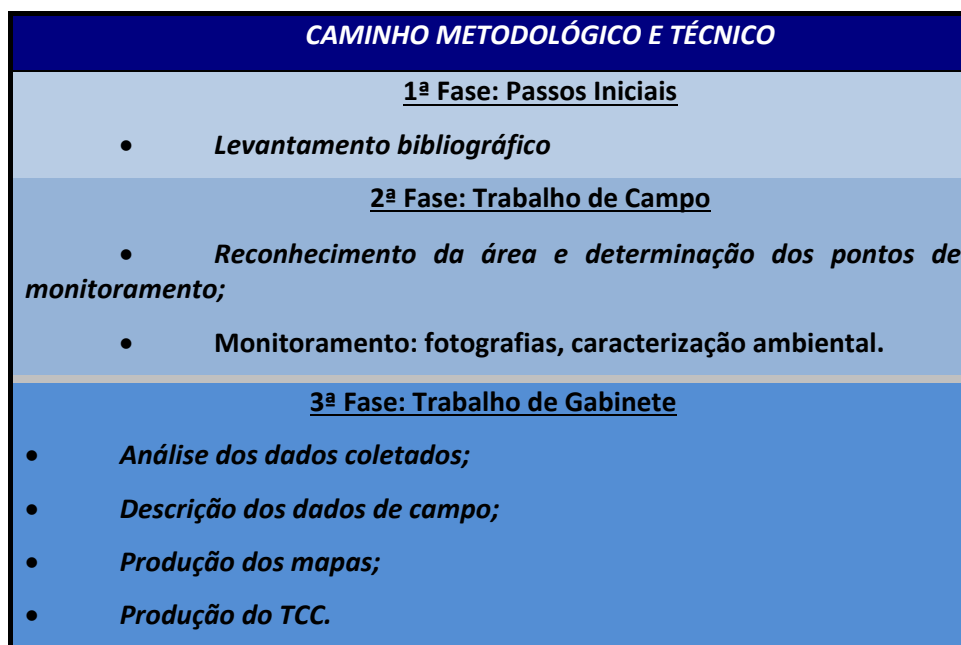 CAMINHO METODOLÓGICO E TÉCNICO
1ª Fase: Passos Iniciais
• Levantamento bibliográfico
2ª Fase: Trabalho de Campo
• Reconhecimento da área e determinação dos pontos de
monitoramento;
• Monitoramento: fotografias, caracterização ambiental.
3ª Fase: Trabalho de Gabinete
• Análise dos dados coletados;
• Descrição dos dados de campo;
• Produção dos mapas;
• Produção do TCC.